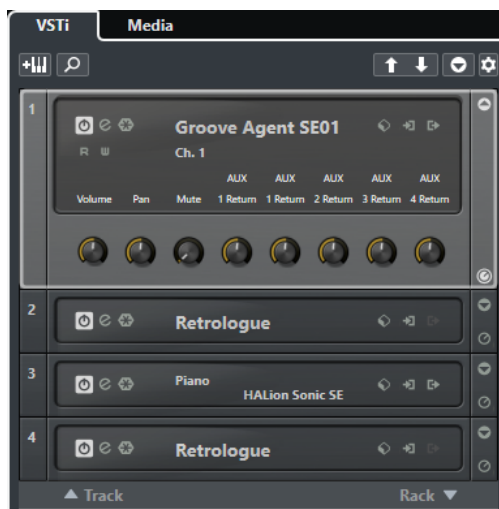 VSTi Media
1
Groove Agent SE01
R W Ch. 1
AUX AUX AUX AUX AUX
Volume Pan Mute 1 Return 1 Return 2 Return 3 Return 4 Return
2
Retrologue
3
Piano
HALion Sonic SE
4
Retrologue
Track Rack